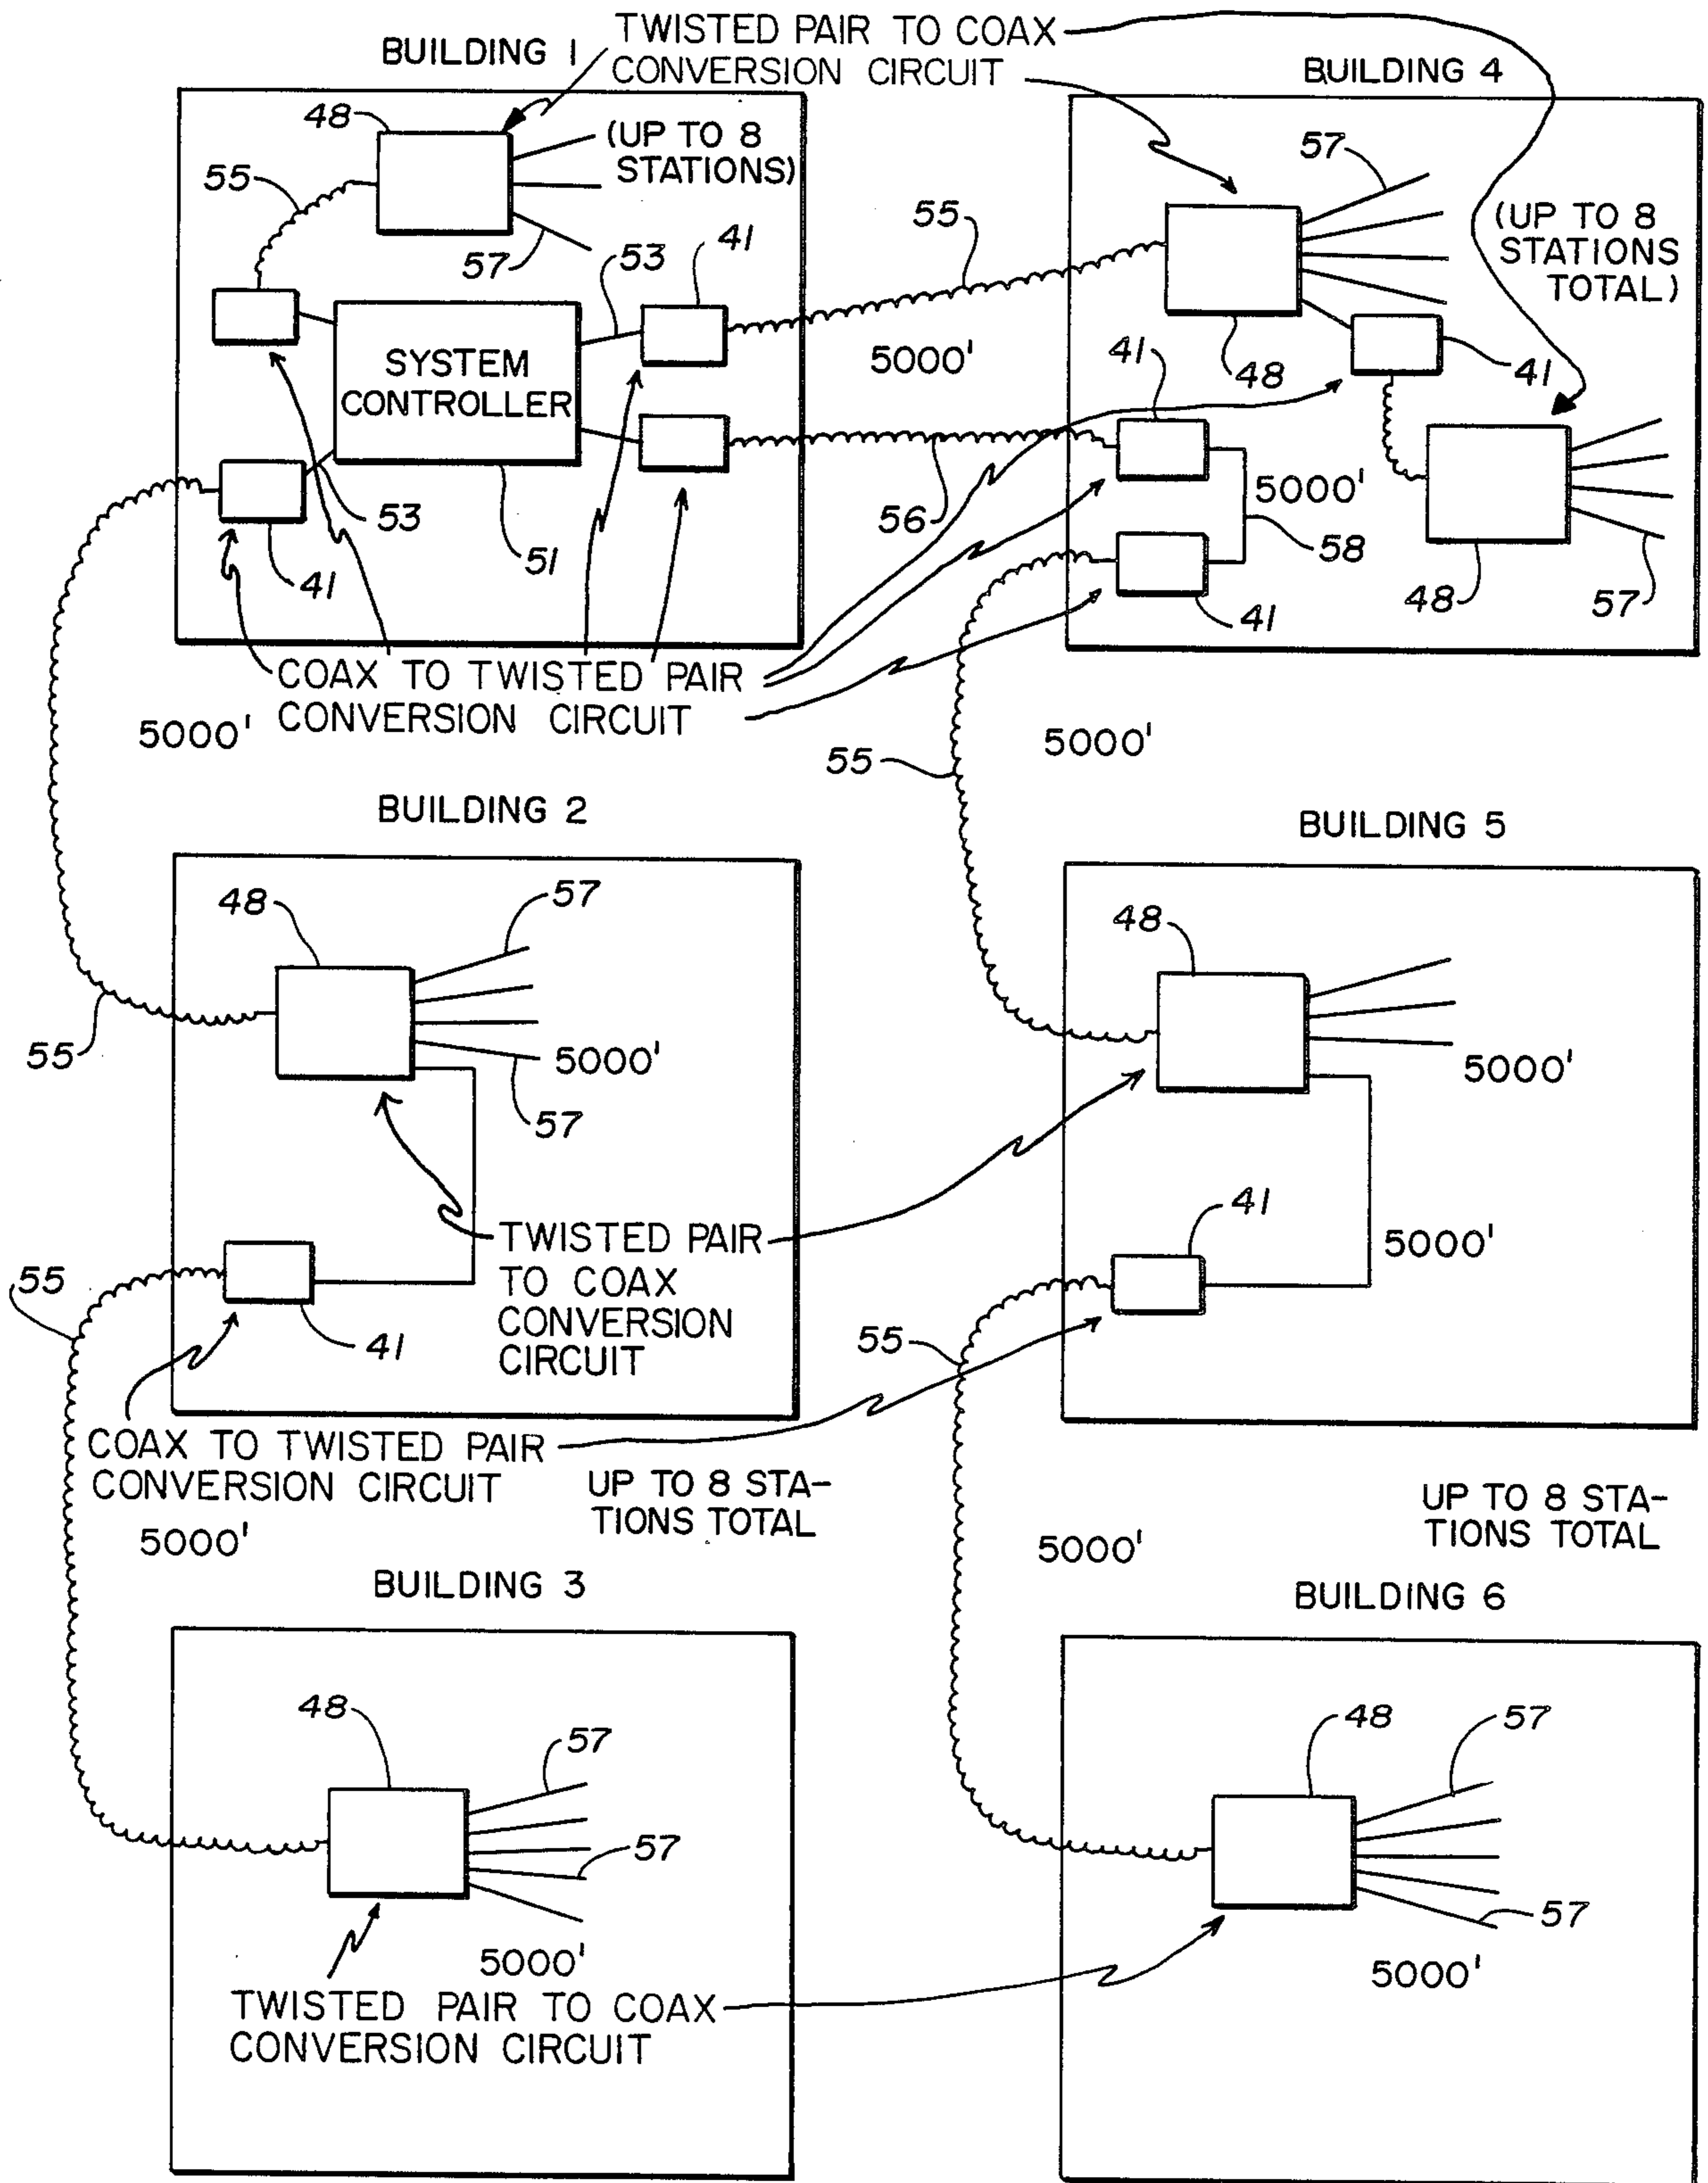 TWISTED PAIR TO COAX
CONVERSION CIRCUIT
BUILDING 1
48
(UP TO 8
STATIONS)
55
57
53
41
SYSTEM
CONTROLLER
53
41
51
55
5000'
56
BUILDING 4
57
(UP TO 8
STATIONS
TOTAL)
48
41
41
5000'
58
41
48
57
COAX TO TWISTED PAIR
CONVERSION CIRCUIT
5000'
55
5000'
BUILDING 2
48
57
55
5000'
57
TWISTED PAIR
TO COAX
CONVERSION
CIRCUIT
55
41
COAX TO TWISTED PAIR
CONVERSION CIRCUIT
UP TO 8 STA-
TIONS TOTAL
5000'
BUILDING 5
48
5000'
41
5000'
55
UP TO 8 STA-
TIONS TOTAL
5000'
BUILDING 3
48
57
57
5000'
TWISTED PAIR TO COAX
CONVERSION CIRCUIT
BUILDING 6
48
57
57
5000'